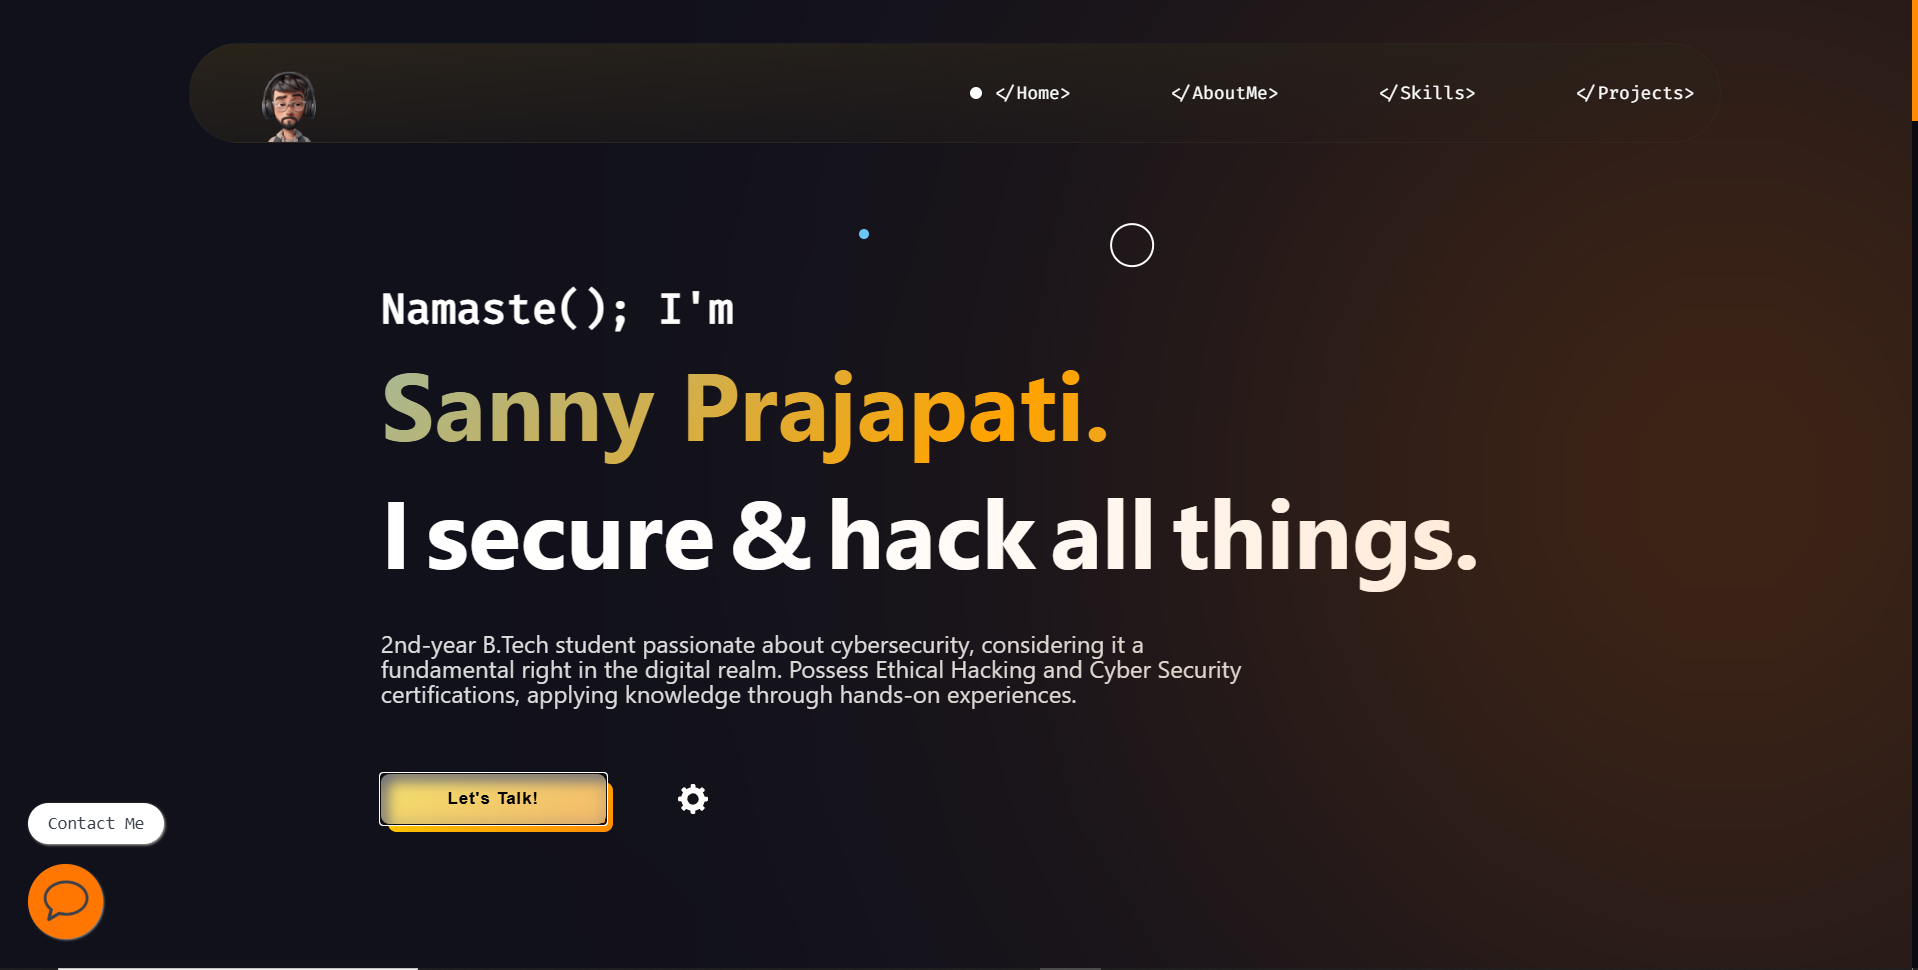 </Home>
</AboutMe>
</Skills>
</Projects>
Namaste(); I'm
Sanny Prajapati.
I secure & hack all things.
2nd-year B.Tech student passionate about cybersecurity, considering it a
fundamental right in the digital realm. Possess Ethical Hacking and Cyber Security
certifications, applying knowledge through hands-on experiences.
Let's Talk!
Contact Me